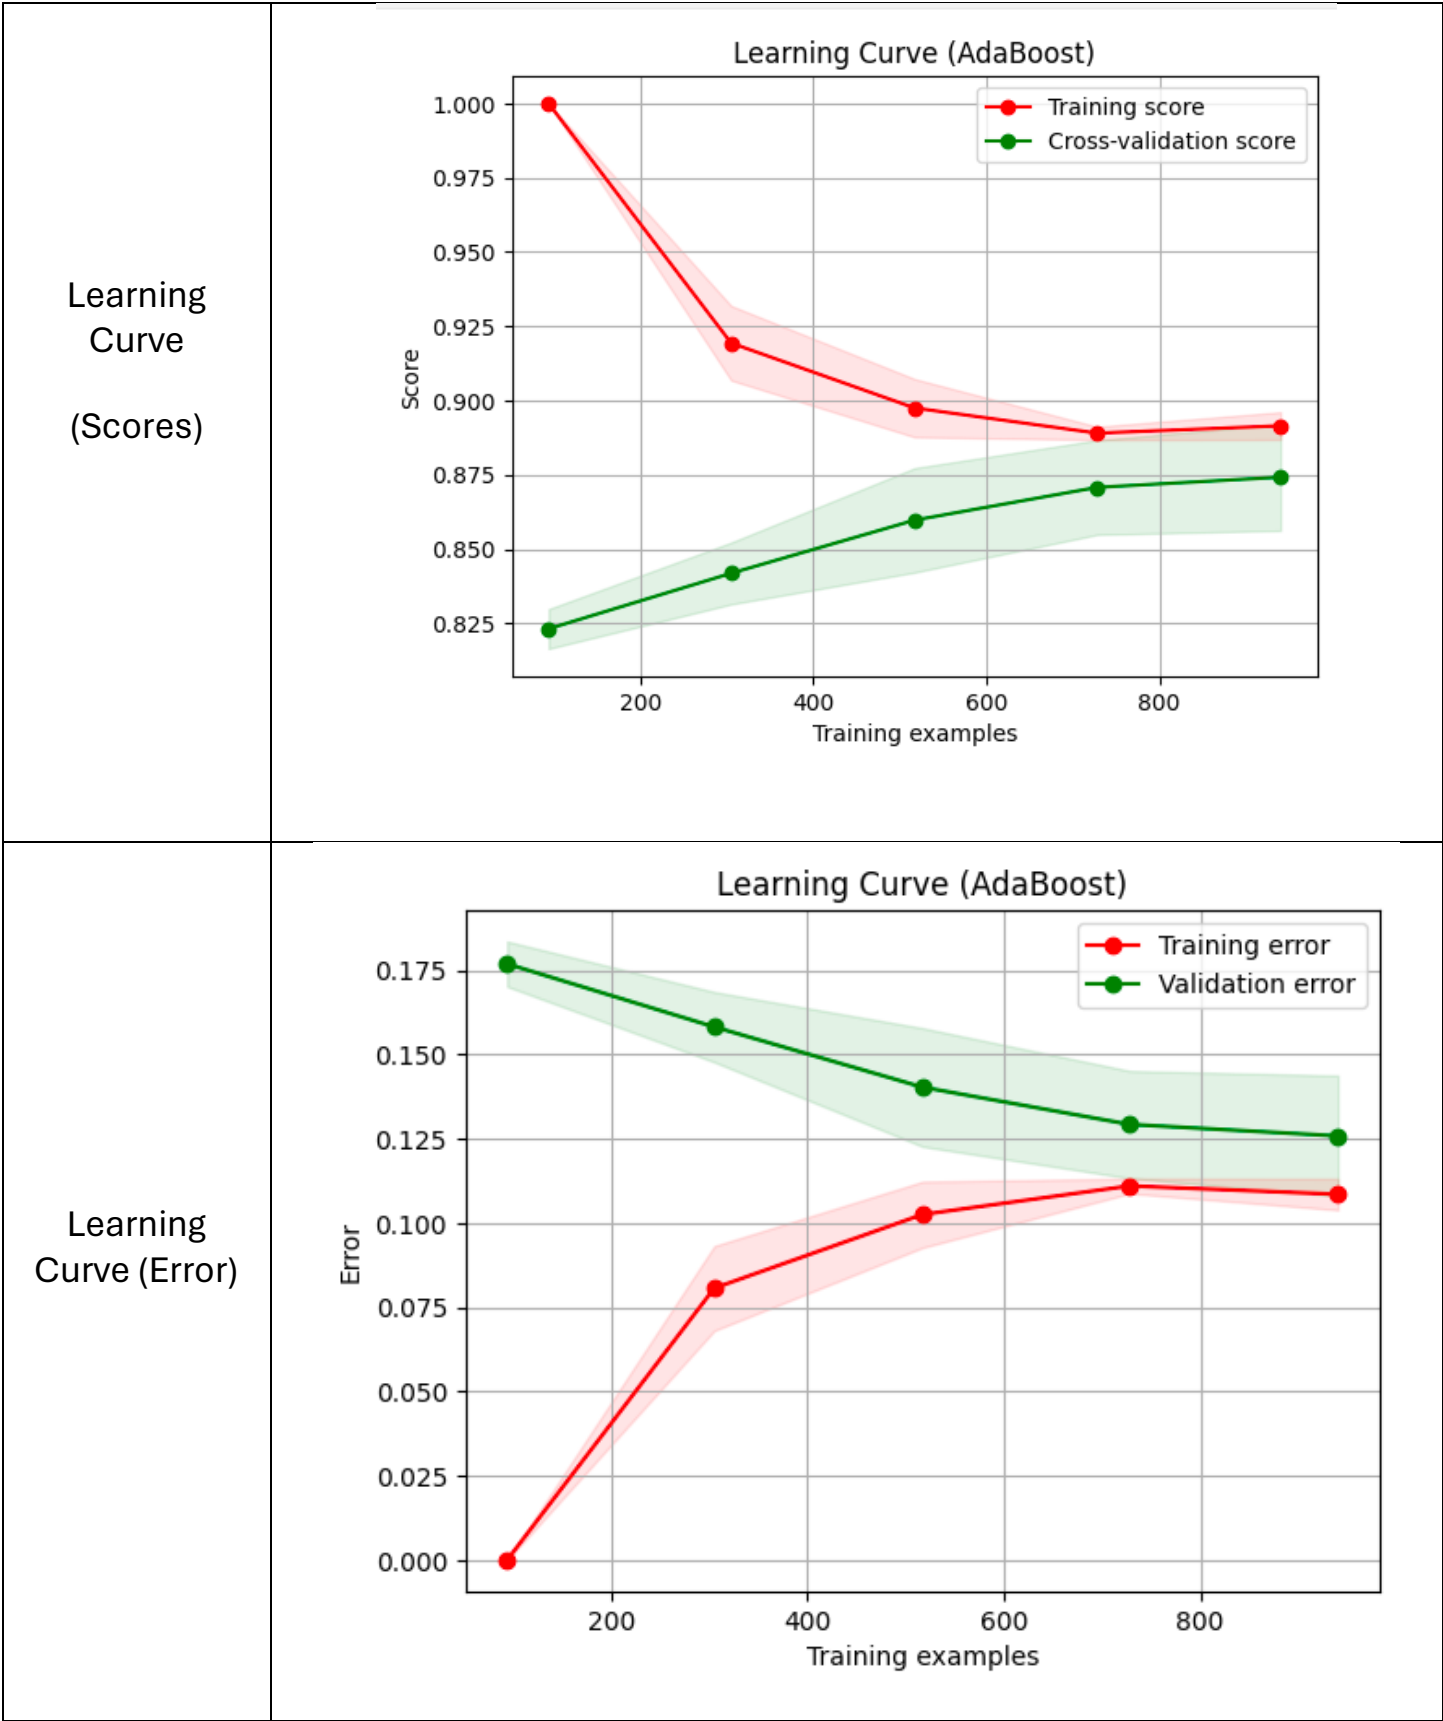 Learning
Curve
(Scores)
Learning Curve (AdaBoost)
Training score
Cross-validation score
1.000
0.975
0.950
0.925
0.900
0.875
0.850
0.825
Score
200 400 600 800
Training examples
Learning
Curve (Error)
Learning Curve (AdaBoost)
Training error
Validation error
0.175
0.150
0.125
0.100
0.075
0.050
0.025
0.000
Error
200 400 600 800
Training examples